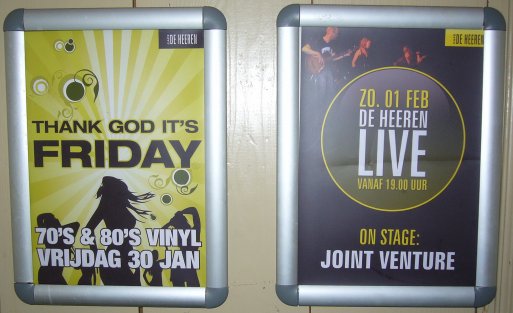 DE HEEREN
THANK GOD IT'S
FRIDAY
70'S & 80'S VINYL
VRIJDAG 30 JAN
DE HEEREN
ZO. 01 FEB
DE HEEREN
LIVE
VANAF 19.00 UUR
ON STAGE:
JOINT VENTURE